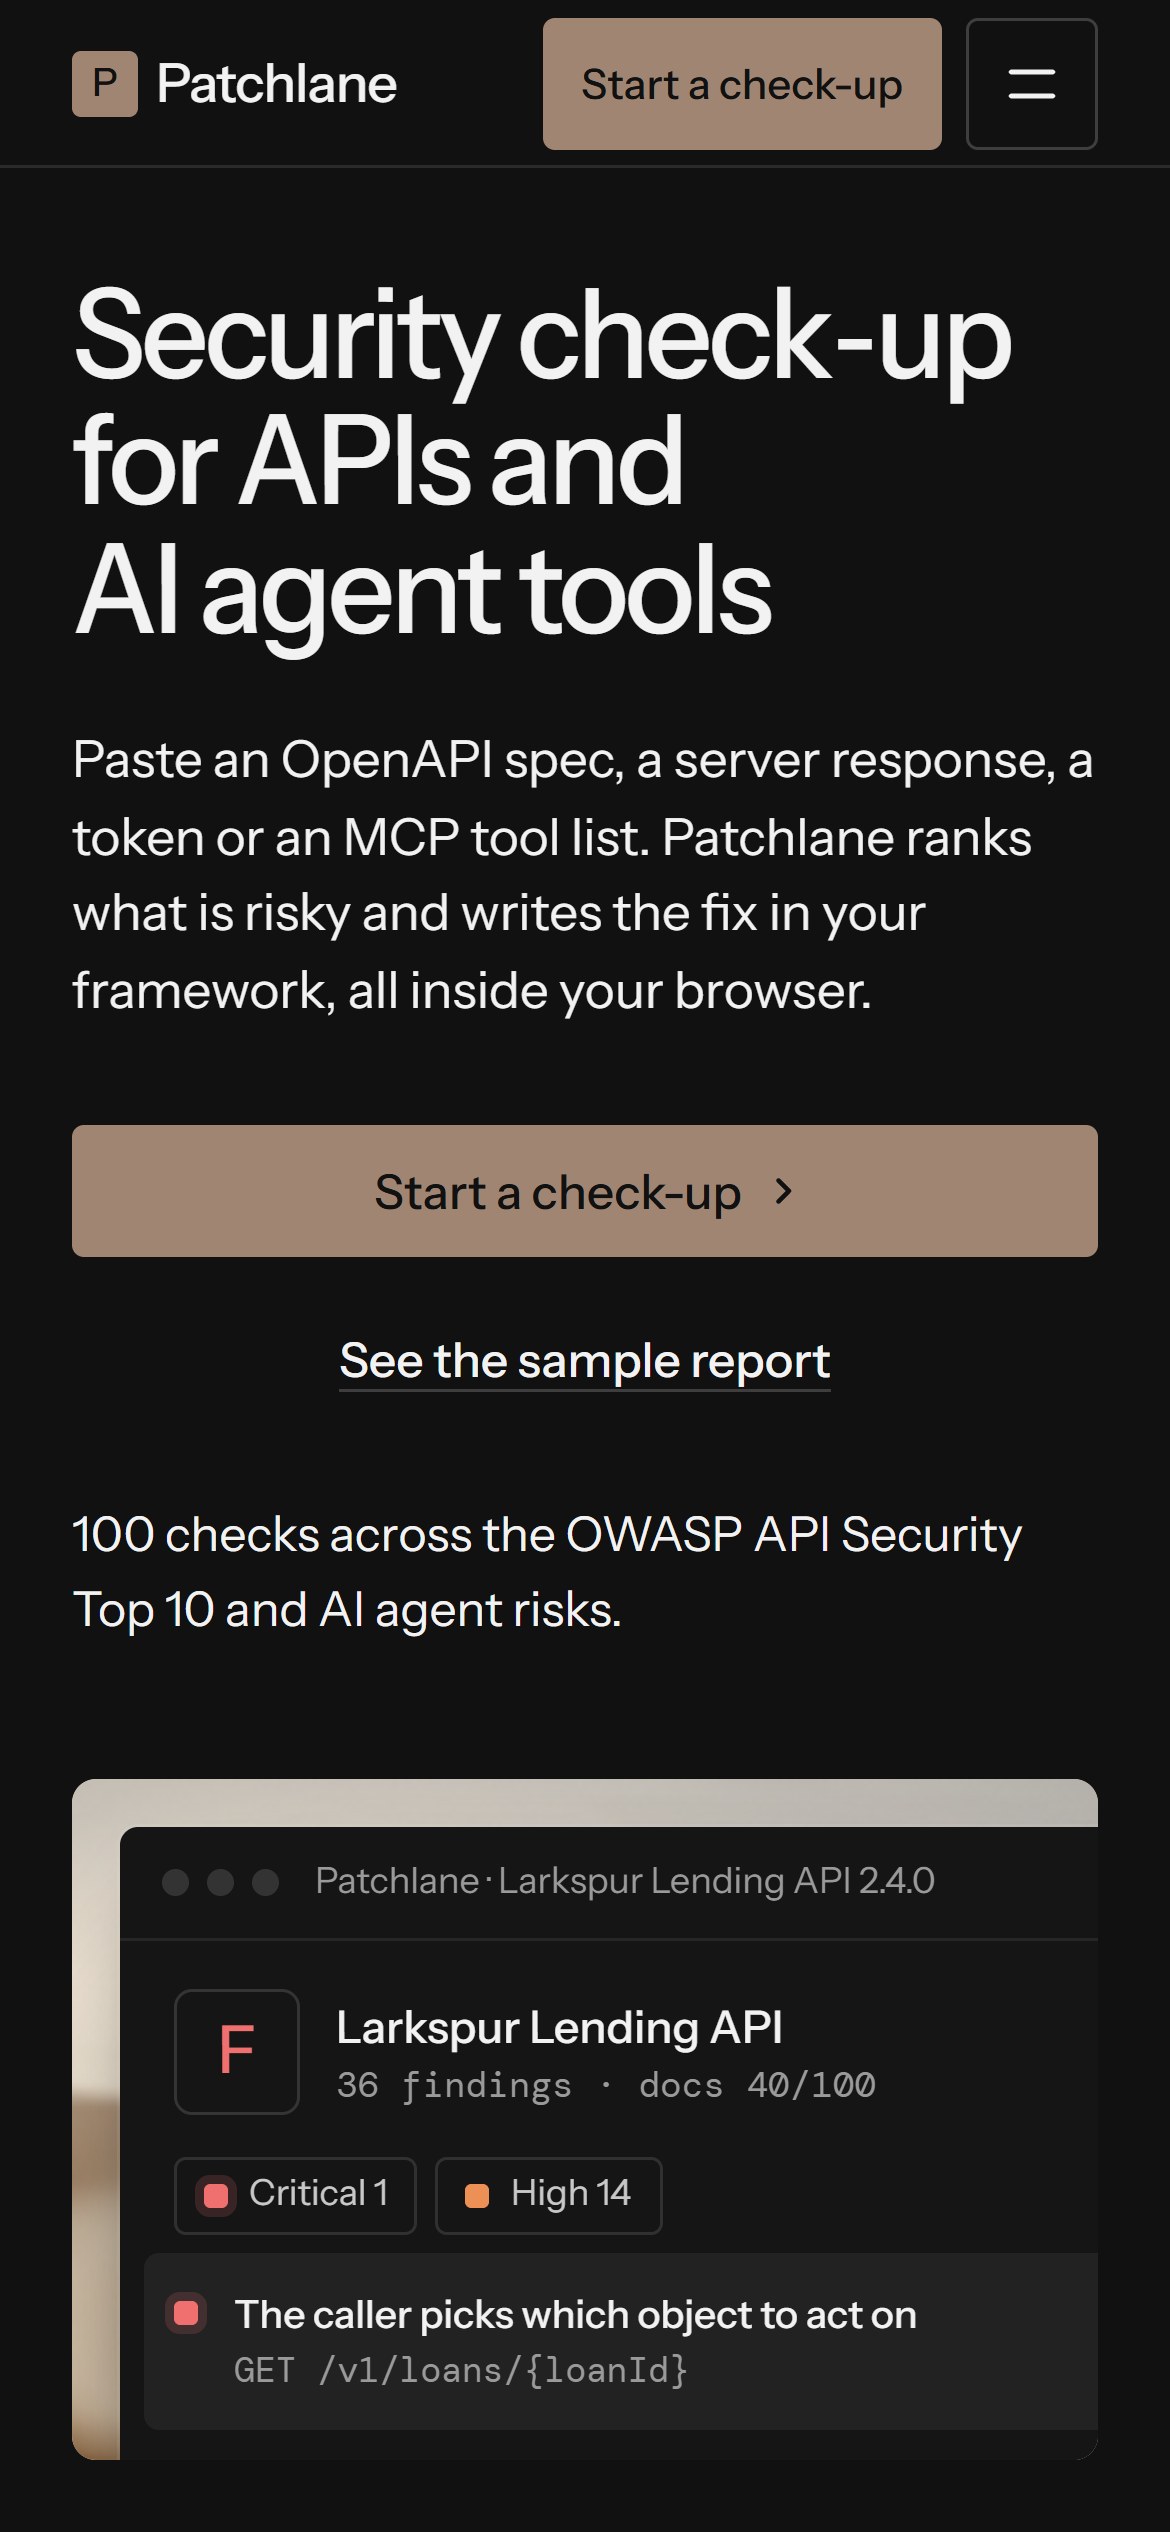 P Patchlane
Start a check-up
Security check-up
for APIs and
AI agent tools
Paste an OpenAPI spec, a server response, a
token or an MCP tool list. Patchlane ranks
what is risky and writes the fix in your
framework, all inside your browser.
Start a check-up
See the sample report
100 checks across the OWASP API Security
Top 10 and AI agent risks.
Patchlane · Larkspur Lending API 2.4.0
F
Larkspur Lending API
36 findings · docs 40/100
Critical 1
High 14
The caller picks which object to act on
GET /v1/loans/{loanId}